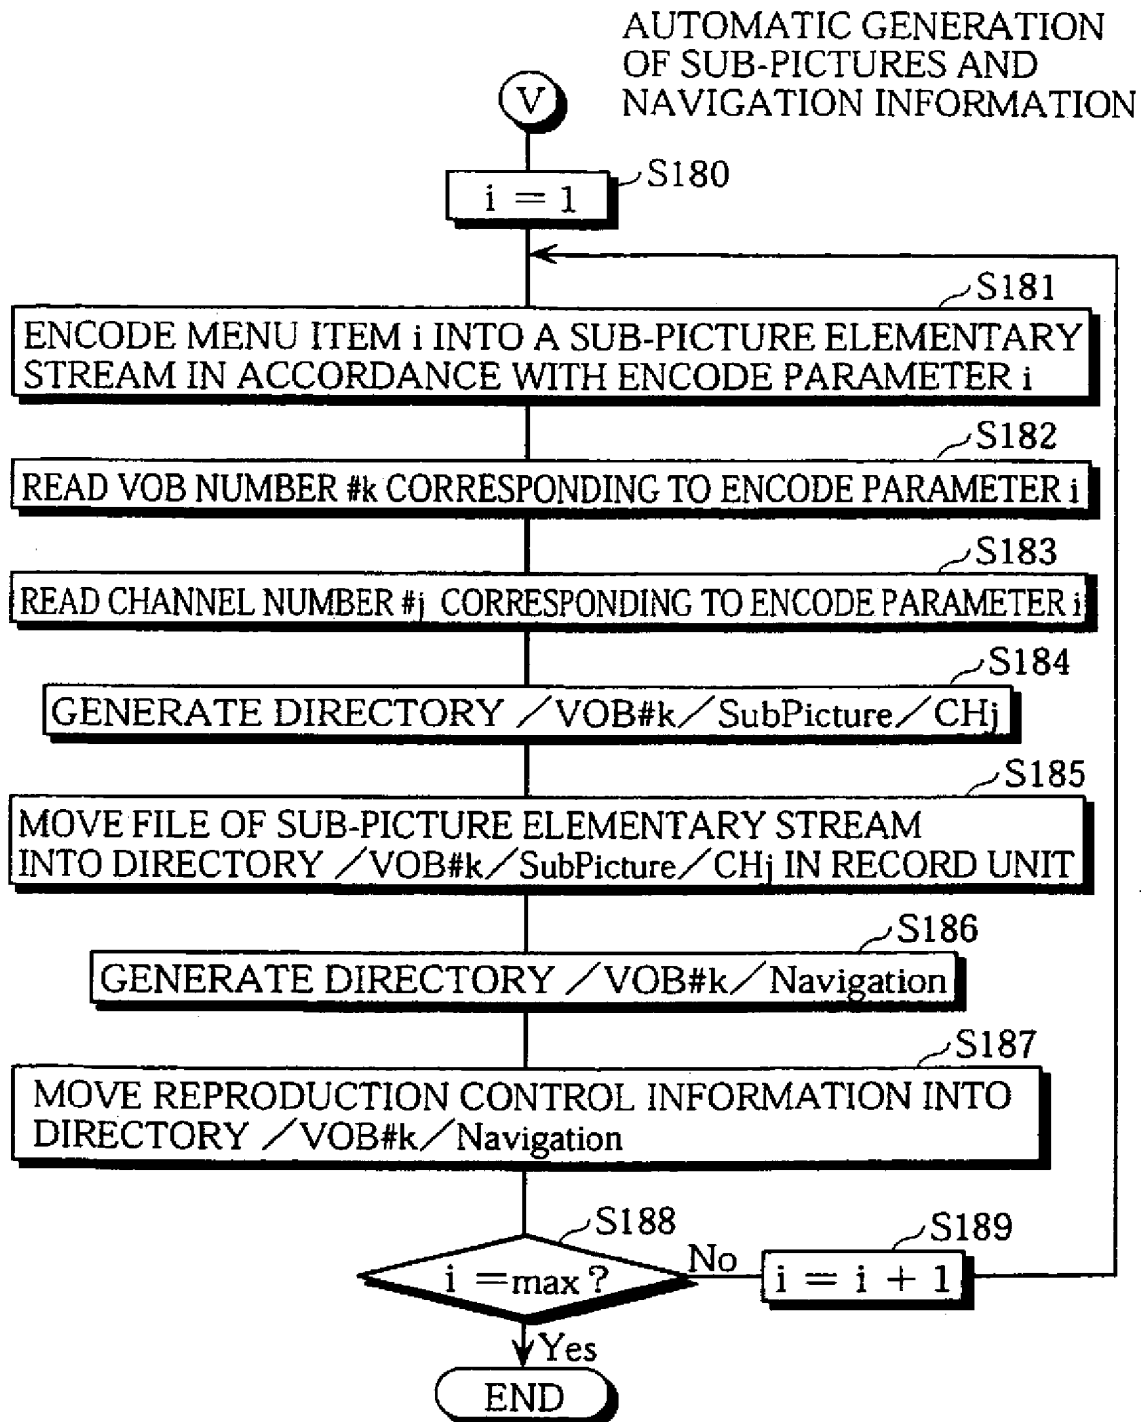 AUTOMATIC GENERATION
OF SUB-PICTURES AND
NAVIGATION INFORMATION
V
S180
i = 1
S181
ENCODE MENU ITEM i INTO A SUB-PICTURE ELEMENTARY
STREAM IN ACCORDANCE WITH ENCODE PARAMETER i
S182
READ VOB NUMBER #k CORRESPONDING TO ENCODE PARAMETER i
S183
READ CHANNEL NUMBER #j CORRESPONDING TO ENCODE PARAMETER i
S184
GENERATE DIRECTORY /VOB#k/SubPicture/CHj
S185
MOVE FILE OF SUB-PICTURE ELEMENTARY STREAM
INTO DIRECTORY /VOB#k/SubPicture/CHj IN RECORD UNIT
S186
GENERATE DIRECTORY /VOB#k/Navigation
S187
MOVE REPRODUCTION CONTROL INFORMATION INTO
DIRECTORY /VOB#k/Navigation
S188
i =max ?
No
S189
i = i + 1
Yes
END